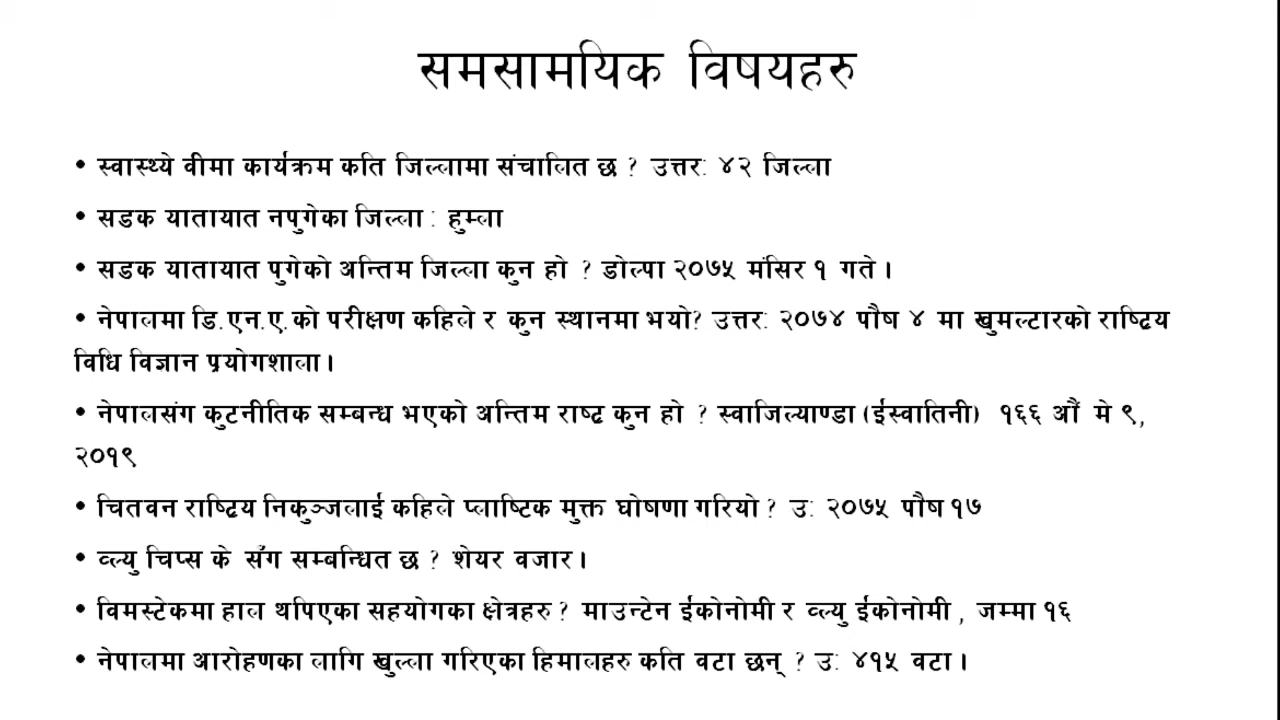 समसामयिक विषयहरु
• स्वास्थ्ये वीमा कार्यक्रम कति जिल्लामा संचालित छ ? उत्तर: ४२ जिल्ला
• सडक यातायात नपुगेका जिल्ला : हुम्ला
• सडक यातायात पुगेको अन्तिम जिल्ला कुन हो ? डोल्पा २०७५ मंसिर १ गते ।
• नेपालमा डि.एन.ए.को परीक्षण कहिले र कुन स्थानमा भयो? उत्तर: २०७४ पौष ४ मा खुमल्टारको राष्ट्रिय
विधि विज्ञान प्रयोगशाला ।
• नेपालसंग कुटनीतिक सम्बन्ध भएको अन्तिम राष्ट्र कुन हो ? स्वाजिल्याण्डा (ईस्वातिनी) १६६ औं मे ९,
२०१९
• चितवन राष्ट्रिय निकुञ्जलाई कहिले प्लाष्टिक मुक्त घोषणा गरियो ? उ: २०७५ पौष १७
• व्ल्यु चिप्स के सँग सम्बन्धित छ ? शेयर वजार ।
• विमस्टेकमा हाल थपिएका सहयोगका क्षेत्रहरु ? माउन्टेन ईकोनोमी र व्ल्यु ईकोनोमी , जम्मा १६
• नेपालमा आरोहणका लागि खुल्ला गरिएका हिमालहरु कति वटा छन् ? उ: ४१५ वटा ।